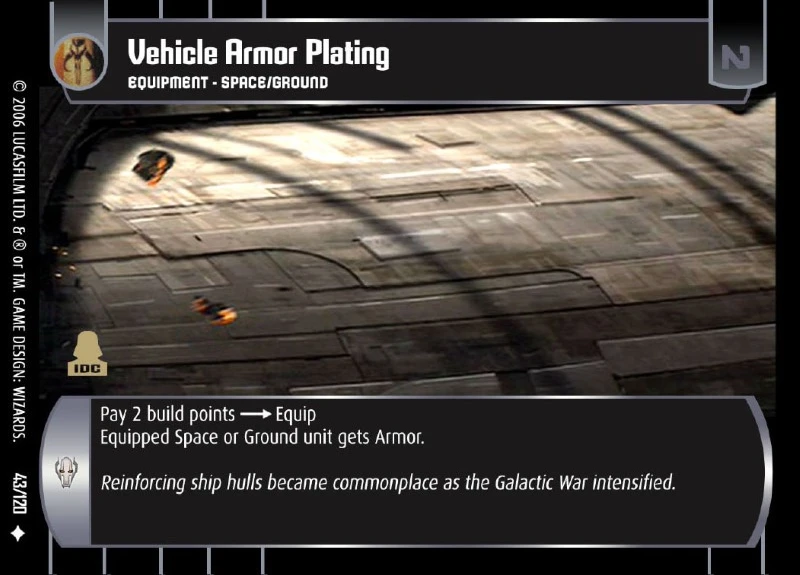 Vehicle Armor Plating
EQUIPMENT - SPACE/GROUND
2
IDC
Pay 2 build points → Equip
Equipped Space or Ground unit gets Armor.
Reinforcing ship hulls became commonplace as the Galactic War intensified.
© 2006 LUCASFILM LTD. & ® or TM. GAME DESIGN: WIZARDS.
43/120